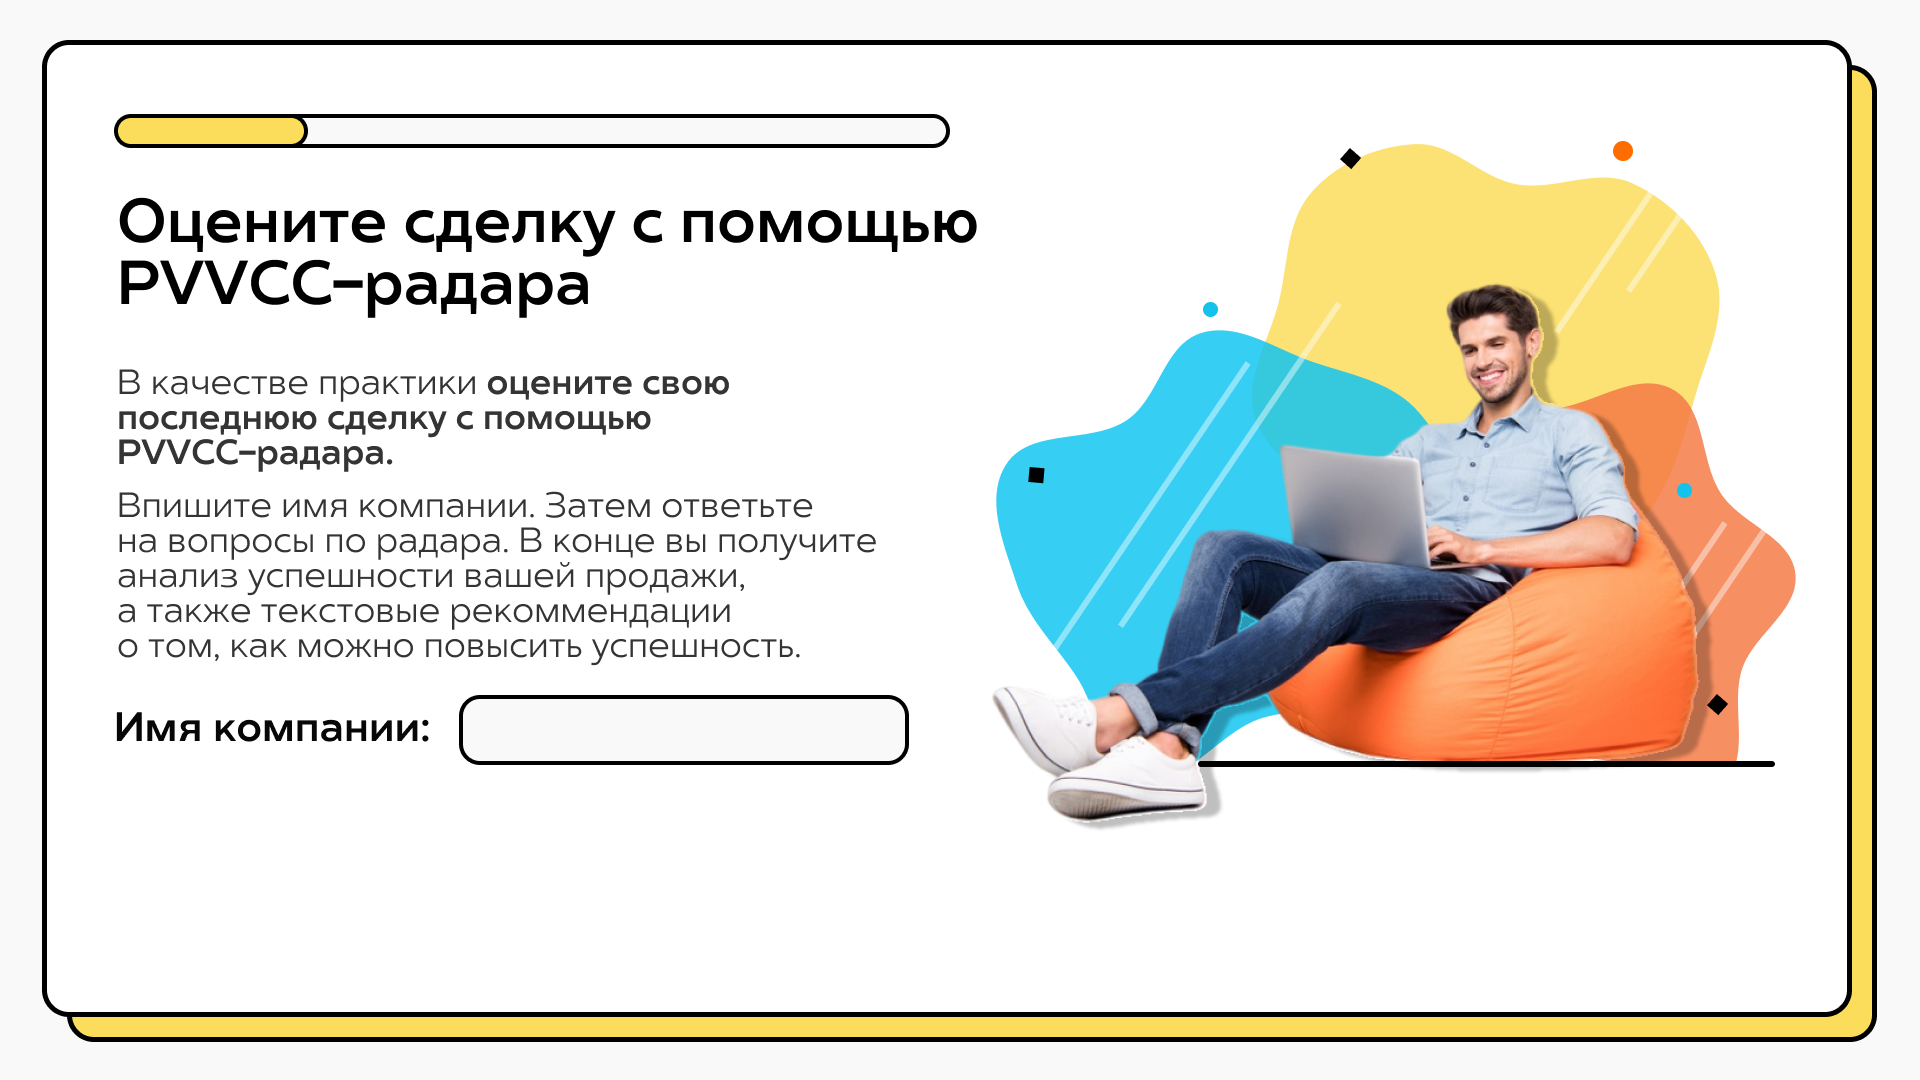 Оцените сделку с помощью
PVVCC-радара
В качестве практики оцените свою
последнюю сделку с помощью
PVVCC-радара.
Впишите имя компании. Затем ответьте
на вопросы по радара. В конце вы получите
анализ успешности вашей продажи,
а также текстовые рекоммендации
о том, как можно повысить успешность.
Имя компании: